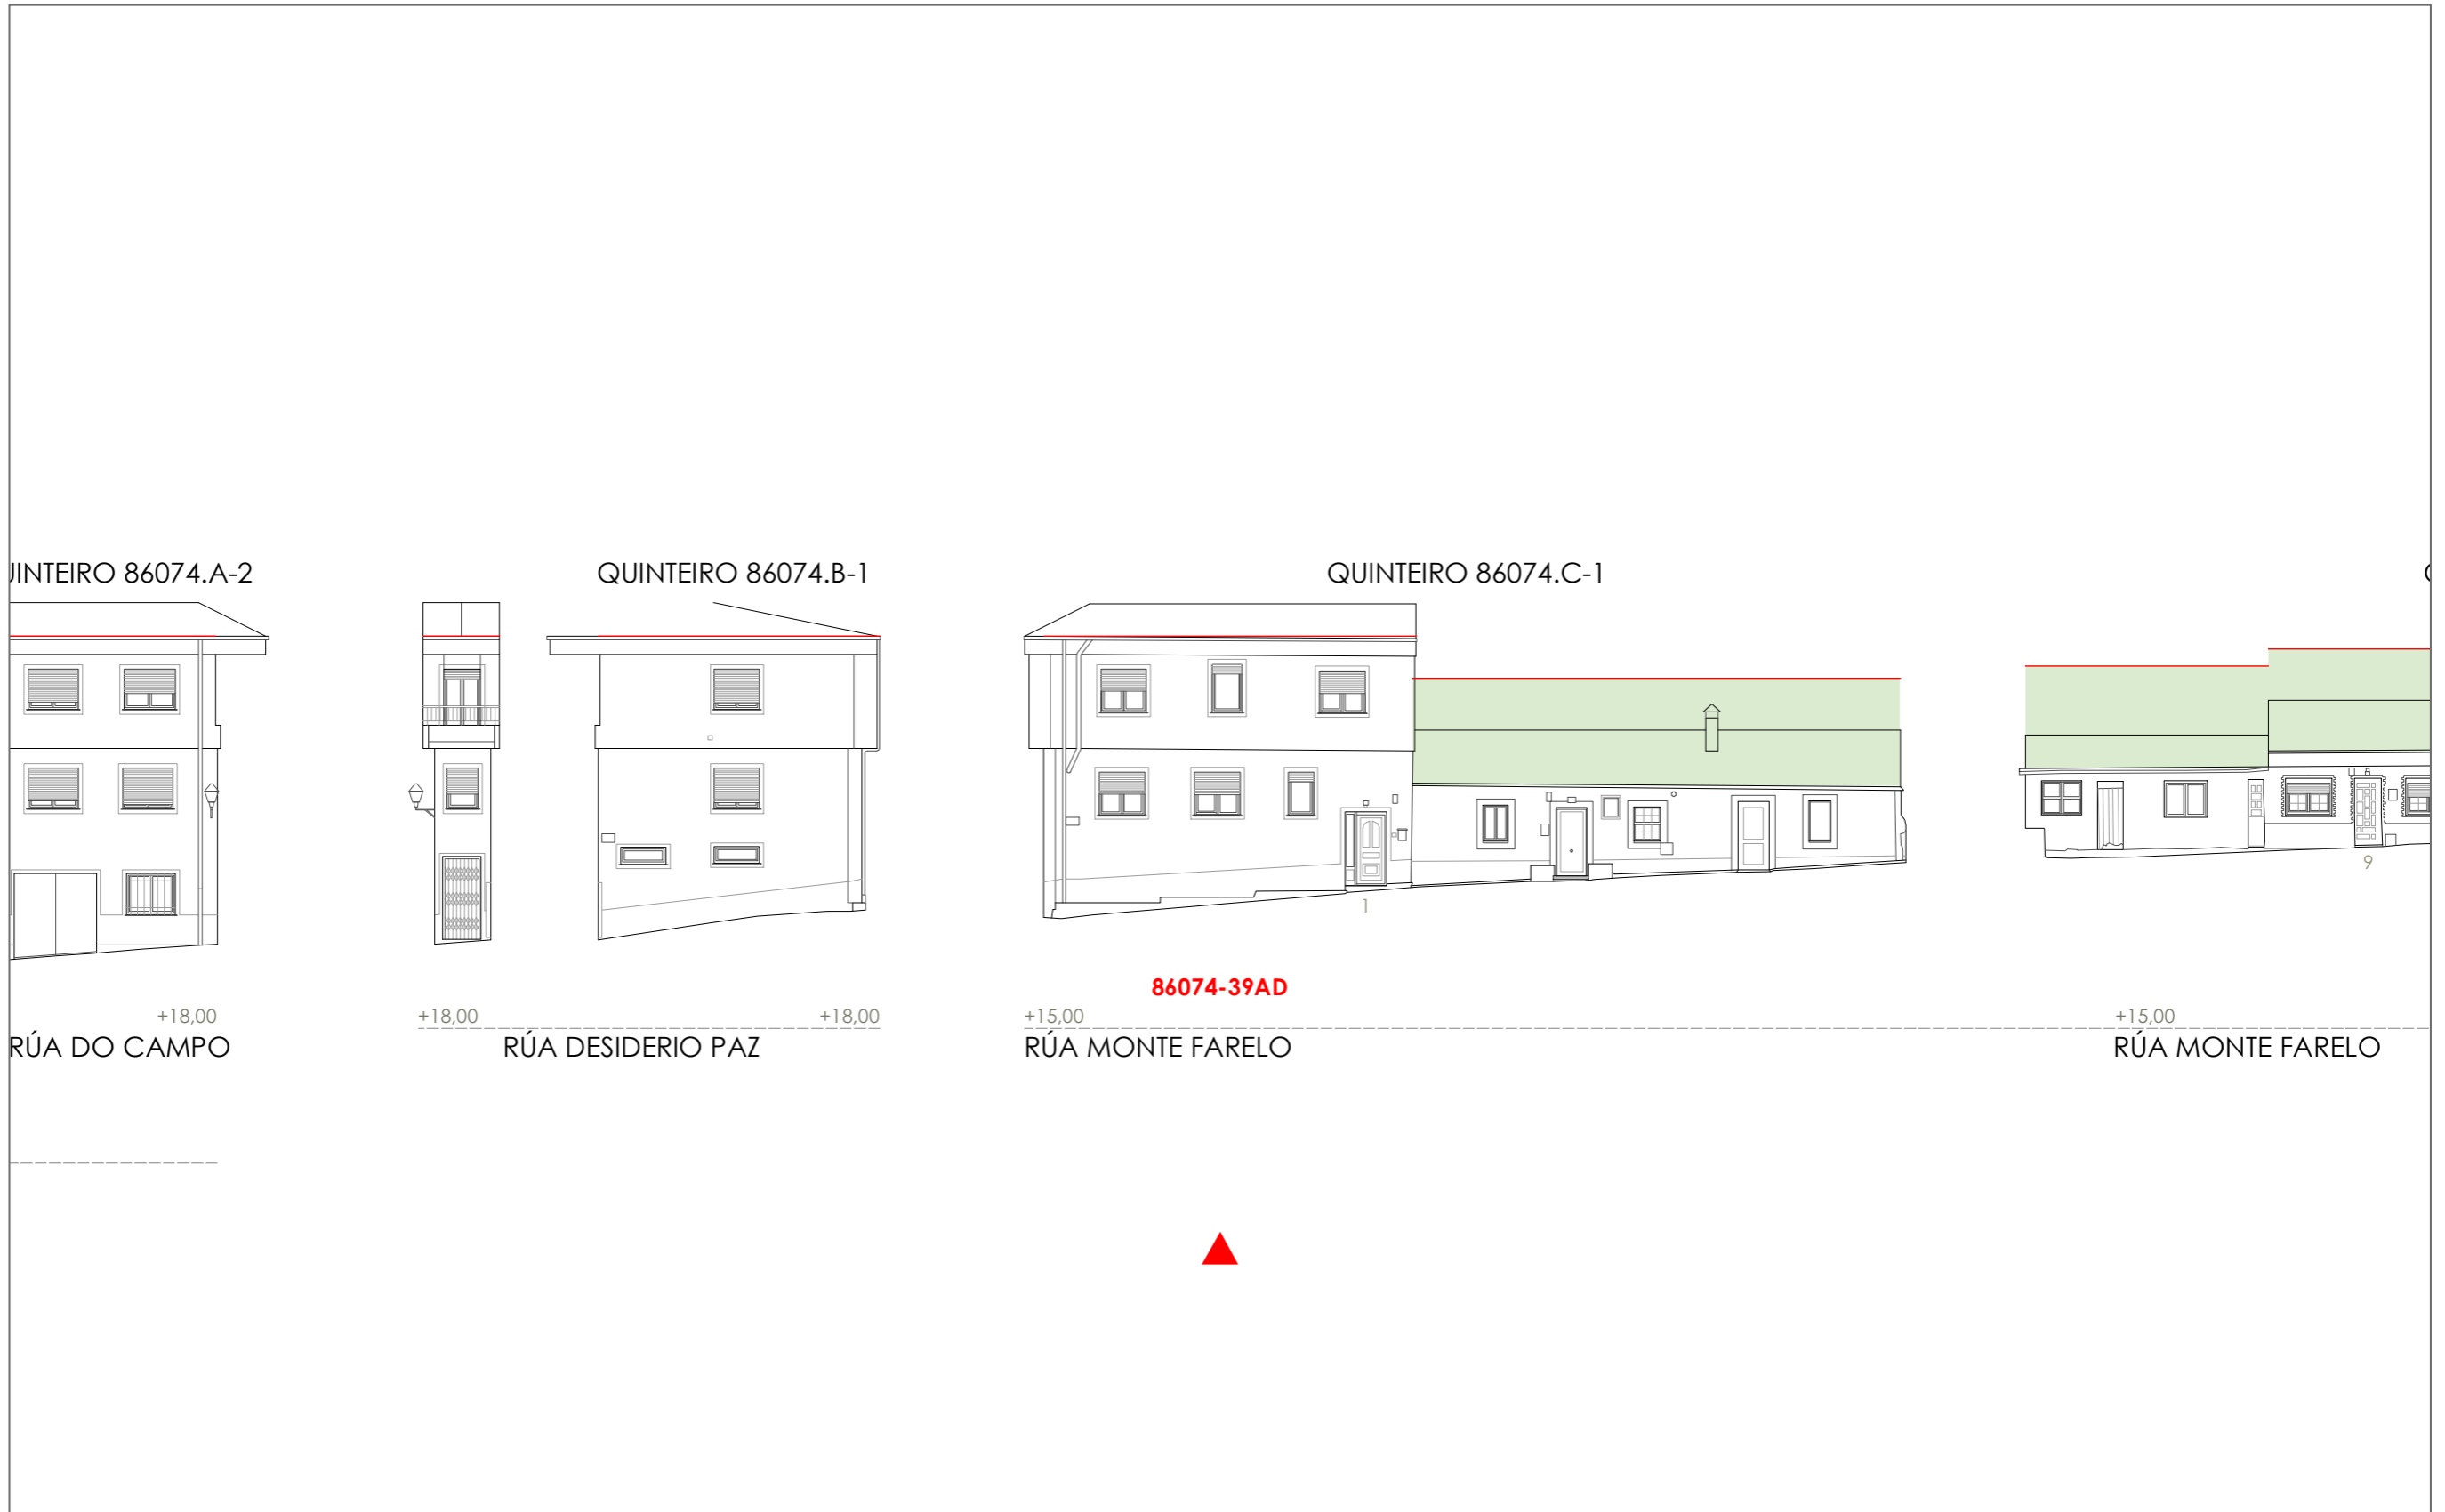 UINTEIRO 86074.A-2
QUINTEIRO 86074.B-1
QUINTEIRO 86074.C-1
1
9
86074-39AD
+18,00
+18,00
+18,00
+15,00
+15,00
RÚA DO CAMPO
RÚA DESIDERIO PAZ
RÚA MONTE FARELO
RÚA MONTE FARELO